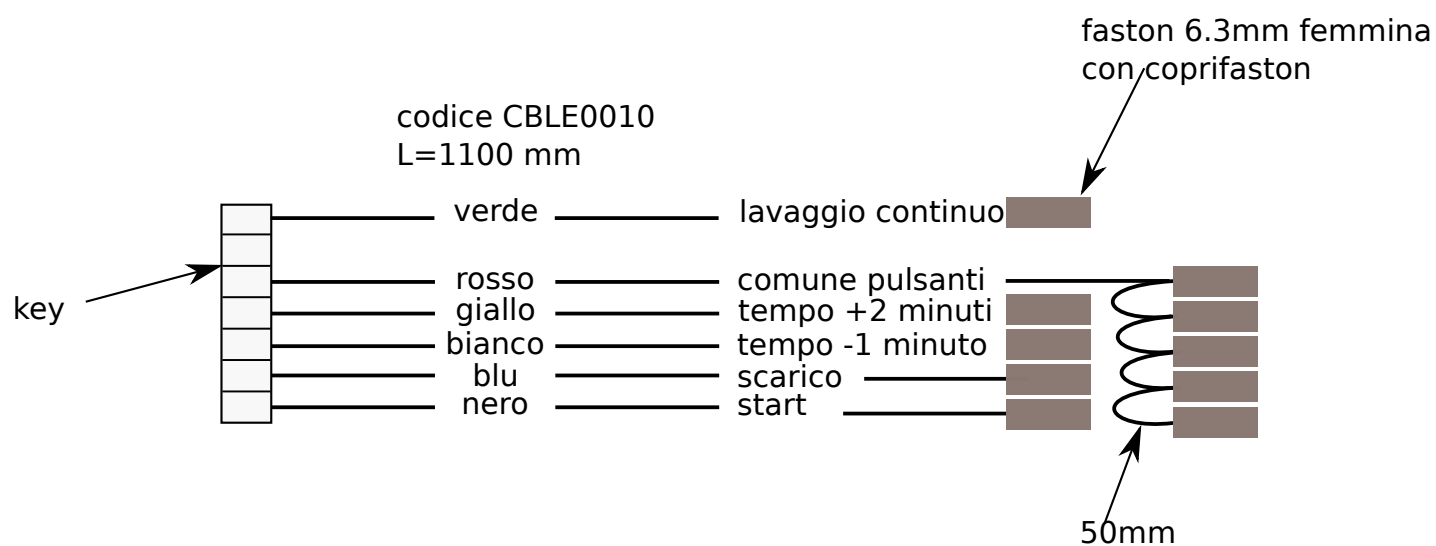 faston 6.3mm femmina
con coprifaston
codice CBLE0010
L=1100 mm
verde lavaggio continuo
key
rosso comune pulsanti
giallo tempo +2 minuti
bianco tempo -1 minuto
blu scarico
nero start
50mm